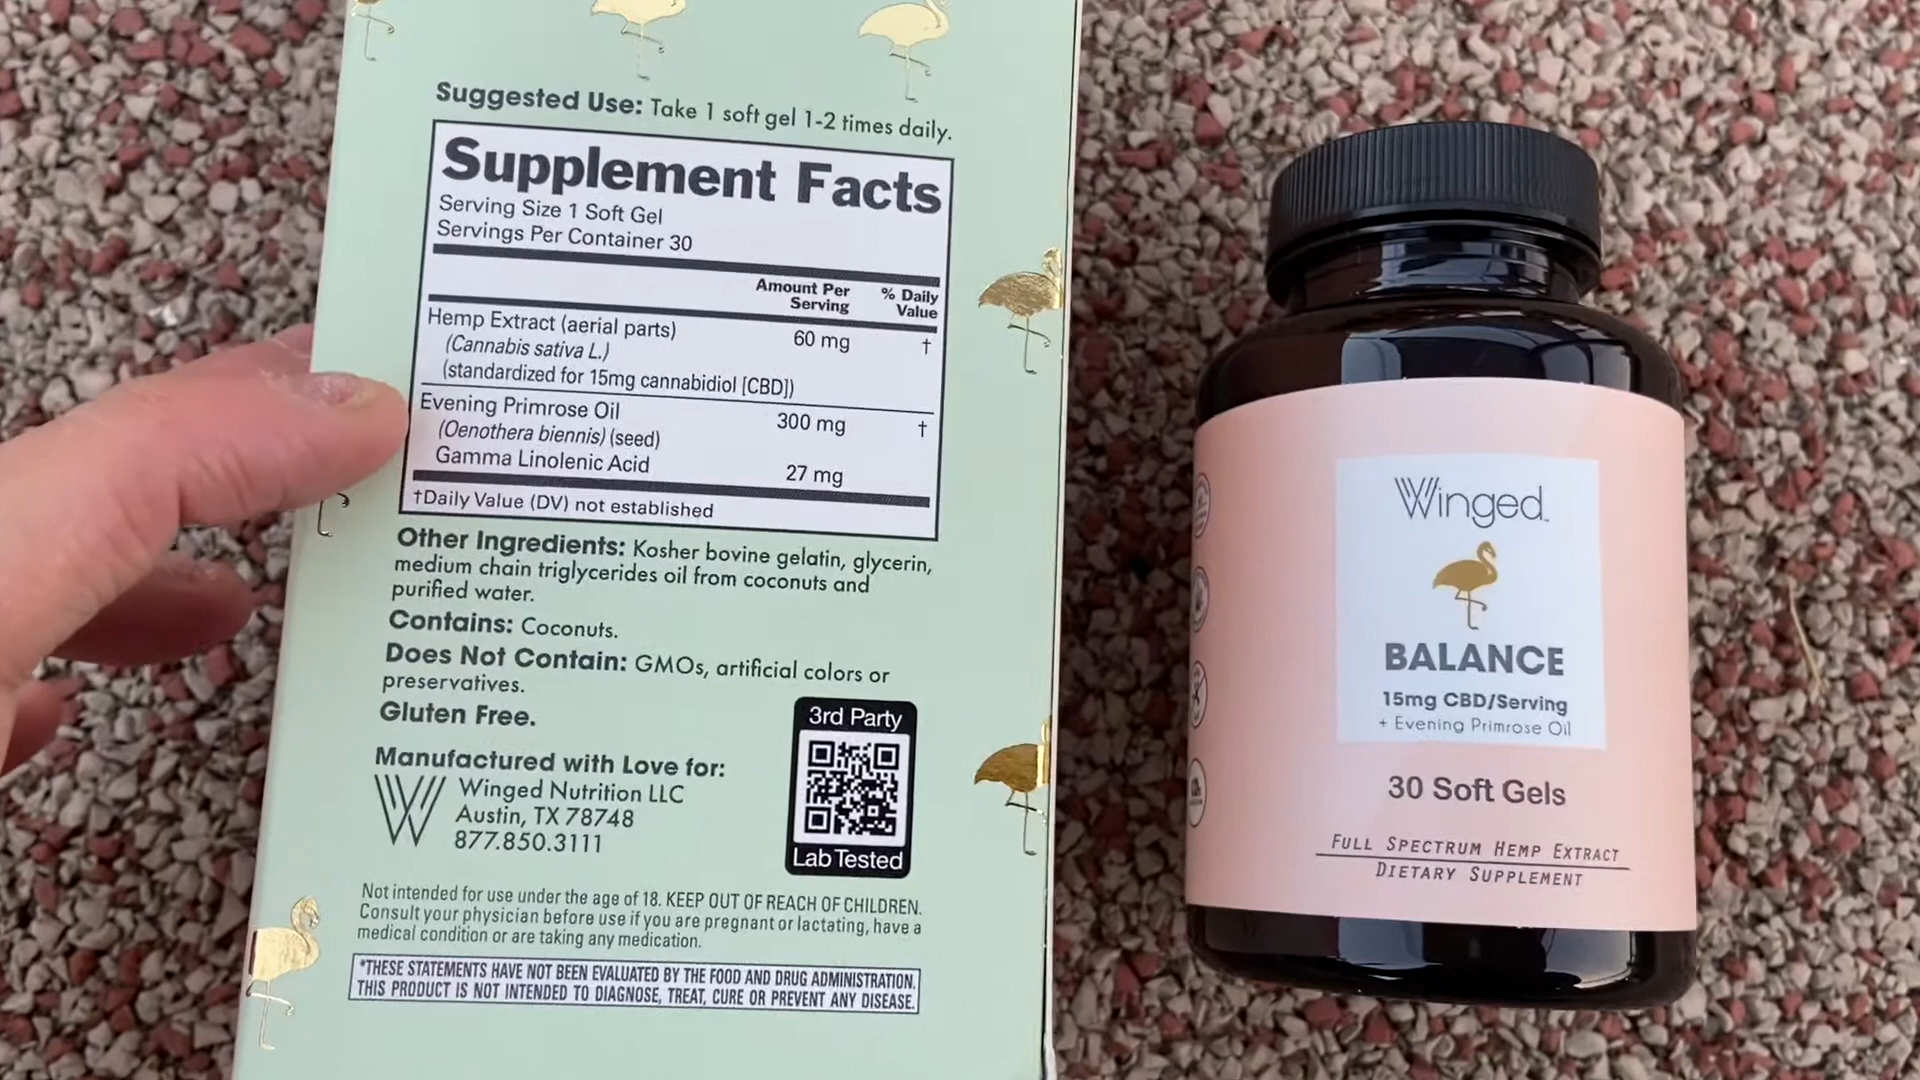 Suggested Use: Take 1 soft gel 1-2 times daily.
Supplement Facts
Serving Size 1 Soft Gel
Servings Per Container 30
Amount Per Serving
% Daily Value
Hemp Extract (aerial parts) 60 mg †
(Cannabis sativa L.)
(standardized for 15mg cannabidiol [CBD])
Evening Primrose Oil 300 mg †
(Oenothera biennis) (seed)
Gamma Linolenic Acid 27 mg
†Daily Value (DV) not established
Other Ingredients: Kosher bovine gelatin, glycerin,
medium chain triglycerides oil from coconuts and
purified water.
Contains: Coconuts.
Does Not Contain: GMOs, artificial colors or
preservatives.
Gluten Free.
Manufactured with Love for:
Winged Nutrition LLC
Austin, TX 78748
877.850.3111
3rd Party
Lab Tested
Not intended for use under the age of 18. KEEP OUT OF REACH OF CHILDREN.
Consult your physician before use if you are pregnant or lactating, have a
medical condition or are taking any medication.
*THESE STATEMENTS HAVE NOT BEEN EVALUATED BY THE FOOD AND DRUG ADMINISTRATION.
THIS PRODUCT IS NOT INTENDED TO DIAGNOSE, TREAT, CURE OR PREVENT ANY DISEASE.
Winged™
BALANCE
15mg CBD/Serving
+ Evening Primrose Oil
30 Soft Gels
FULL SPECTRUM HEMP EXTRACT
DIETARY SUPPLEMENT